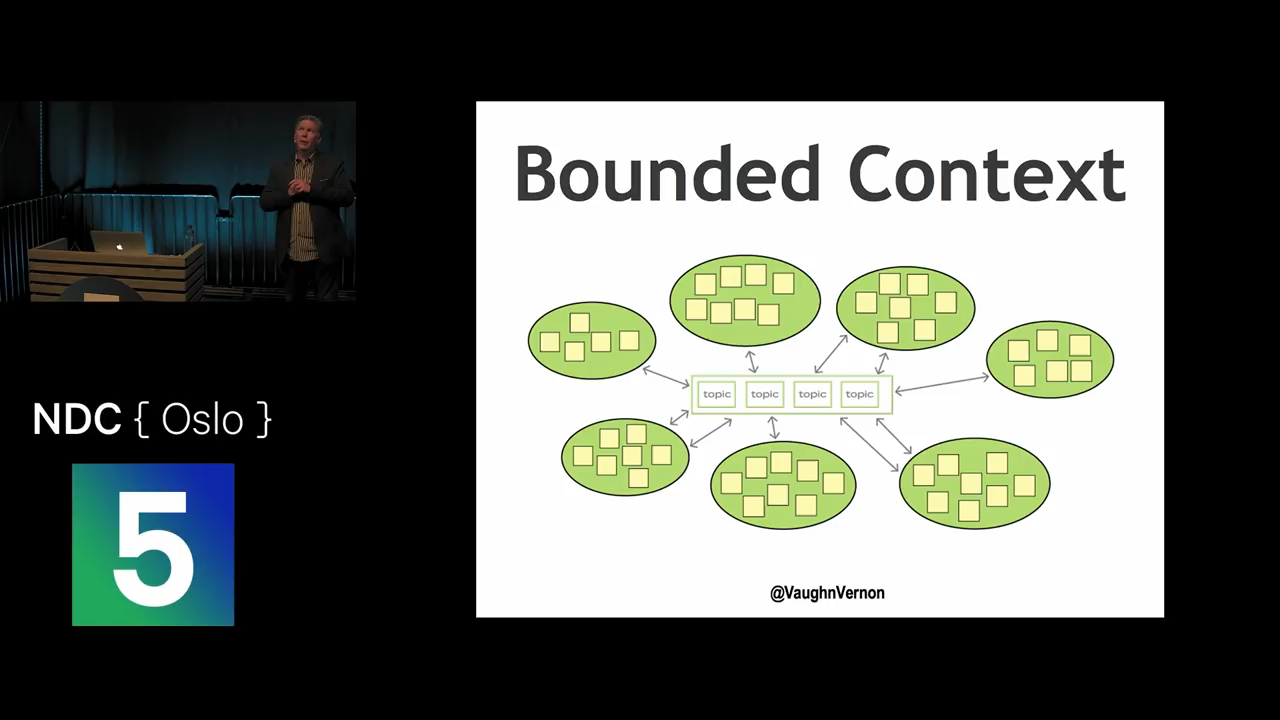 Bounded Context
topic topic topic topic
NDC { Oslo }
5
@VaughnVernon